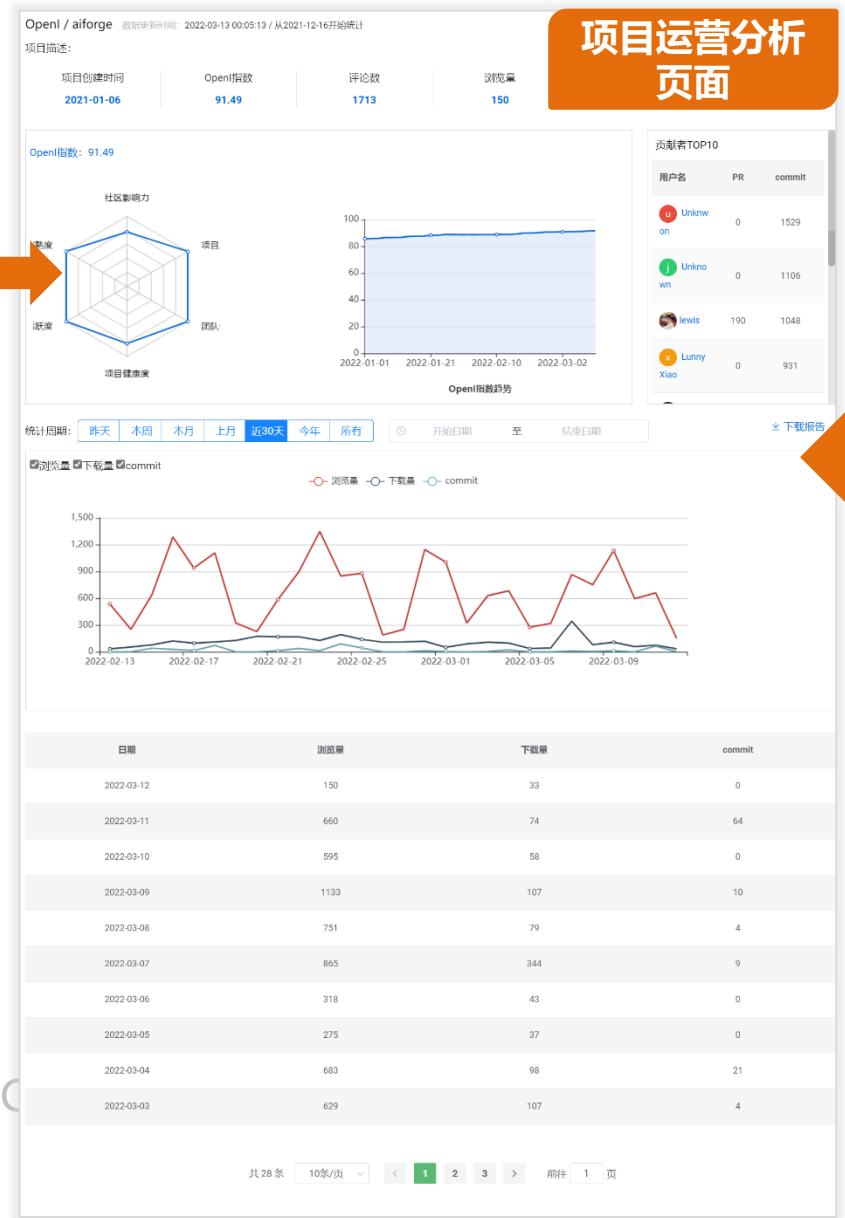 OpenI / aiforge 数据更新时间：2022-03-13 00:05:13 / 从2021-12-16开始统计
项目运营分析
页面
项目描述：
项目创建时间 OpenI指数 评论数 浏览量
2021-01-06 91.49 1713 150
OpenI指数：91.49
社区影响力
项目
团队
项目健康度
活跃度
100
80
60
40
20
0
2022-01-01 2022-01-21 2022-02-10 2022-03-02
OpenI指数趋势
贡献者TOP10
用户名 PR commit
u Unknw
on 0 1529
j Unkno
wn 0 1106
lewis 190 1048
x Lunny
Xiao 0 931
统计周期： 昨天 本周 本月 上月 近30天 今年 所有 开始日期 至 结束日期 下载报告
浏览量 下载量 commit
浏览量 下载量 commit
1,500
1,200
900
600
300
0
2022-02-13 2022-02-17 2022-02-21 2022-02-25 2022-03-01 2022-03-05 2022-03-09
日期 浏览量 下载量 commit
2022-03-12 150 33 0
2022-03-11 660 74 64
2022-03-10 595 58 0
2022-03-09 1133 107 10
2022-03-08 751 79 4
2022-03-07 865 344 9
2022-03-06 318 43 0
2022-03-05 275 37 0
2022-03-04 683 98 21
2022-03-03 629 107 4
共 28 条 10条/页 < 1 2 3 > 前往 1 页